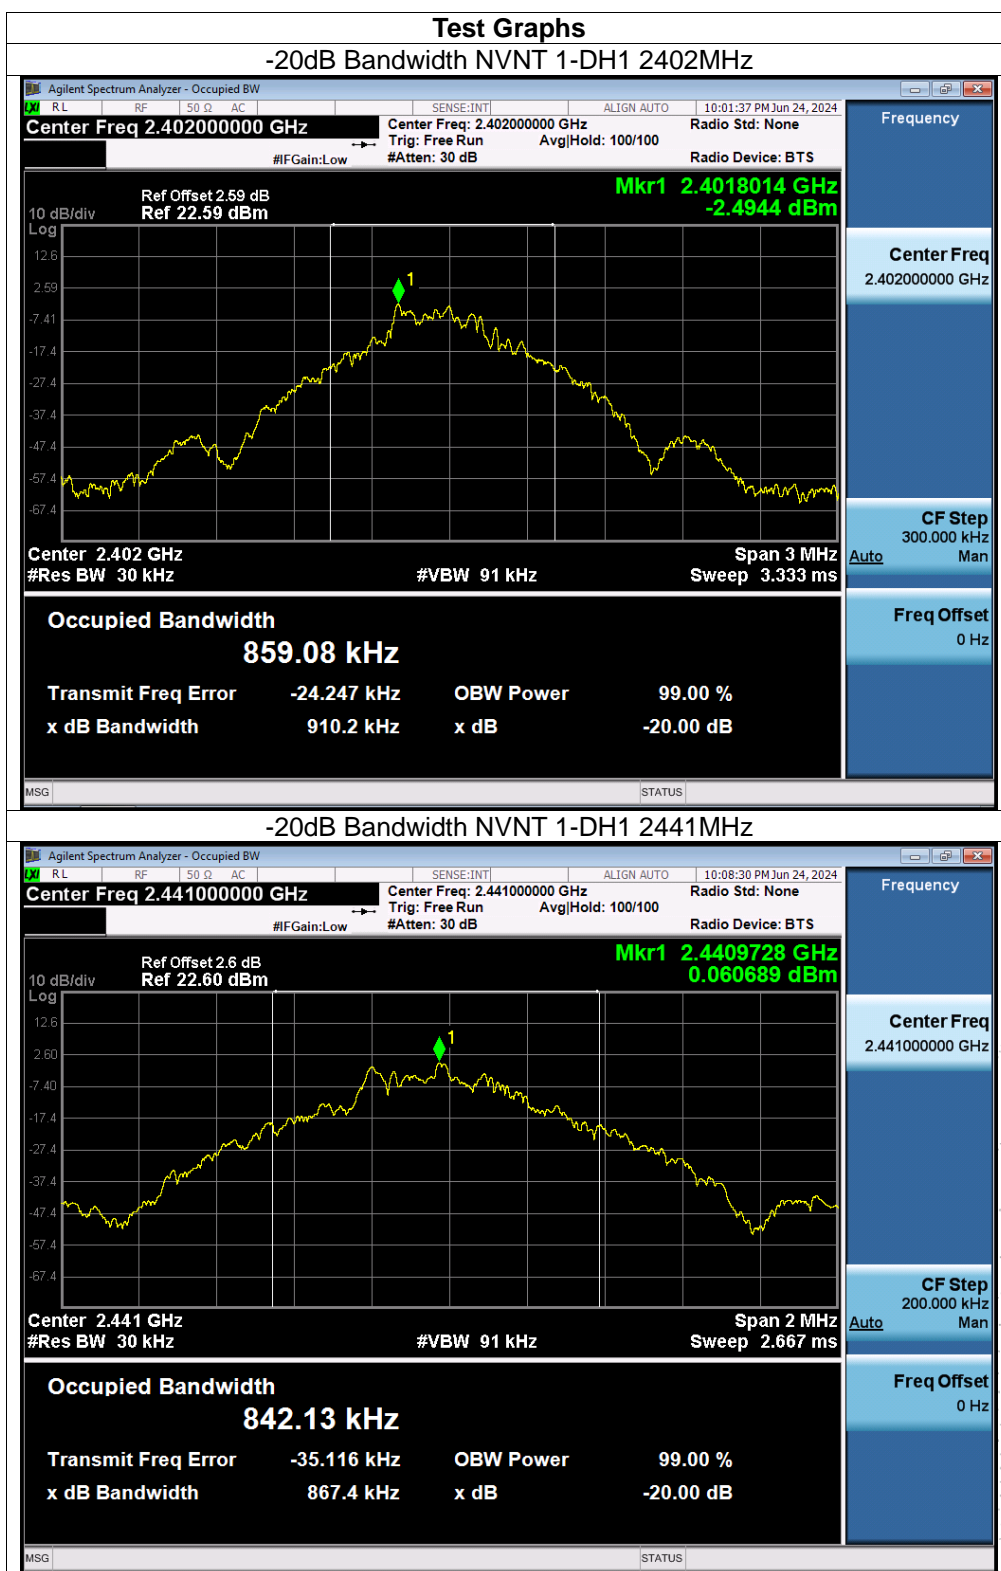 Test Graphs
-20dB Bandwidth NVNT 1-DH1 2402MHz
Agilent Spectrum Analyzer - Occupied BW
LXI RL RF 50 Ω AC SENSE:INT ALIGN AUTO 10:01:37 PM Jun 24, 2024
Center Freq 2.402000000 GHz
Center Freq: 2.402000000 GHz
Radio Std: None
Trig: Free Run Avg|Hold: 100/100
#IFGain:Low #Atten: 30 dB Radio Device: BTS
Frequency
Mkr1 2.4018014 GHz
-2.4944 dBm
Ref Offset 2.59 dB
10 dB/div Ref 22.59 dBm
Log
12.6
2.59
-7.41
-17.4
-27.4
-37.4
-47.4
-57.4
-67.4
1
Center 2.402 GHz Span 3 MHz
#Res BW 30 kHz #VBW 91 kHz Sweep 3.333 ms
Center Freq
2.402000000 GHz
CF Step
300.000 kHz
Auto Man
Freq Offset
0 Hz
Occupied Bandwidth
859.08 kHz
Transmit Freq Error -24.247 kHz OBW Power 99.00 %
x dB Bandwidth 910.2 kHz x dB -20.00 dB
MSG STATUS
-20dB Bandwidth NVNT 1-DH1 2441MHz
Agilent Spectrum Analyzer - Occupied BW
LXI RL RF 50 Ω AC SENSE:INT ALIGN AUTO 10:08:30 PM Jun 24, 2024
Center Freq 2.441000000 GHz
Center Freq: 2.441000000 GHz
Radio Std: None
Trig: Free Run Avg|Hold: 100/100
#IFGain:Low #Atten: 30 dB Radio Device: BTS
Frequency
Mkr1 2.4409728 GHz
0.060689 dBm
Ref Offset 2.6 dB
10 dB/div Ref 22.60 dBm
Log
12.6
2.60
-7.40
-17.4
-27.4
-37.4
-47.4
-57.4
-67.4
1
Center 2.441 GHz Span 2 MHz
#Res BW 30 kHz #VBW 91 kHz Sweep 2.667 ms
Center Freq
2.441000000 GHz
CF Step
200.000 kHz
Auto Man
Freq Offset
0 Hz
Occupied Bandwidth
842.13 kHz
Transmit Freq Error -35.116 kHz OBW Power 99.00 %
x dB Bandwidth 867.4 kHz x dB -20.00 dB
MSG STATUS